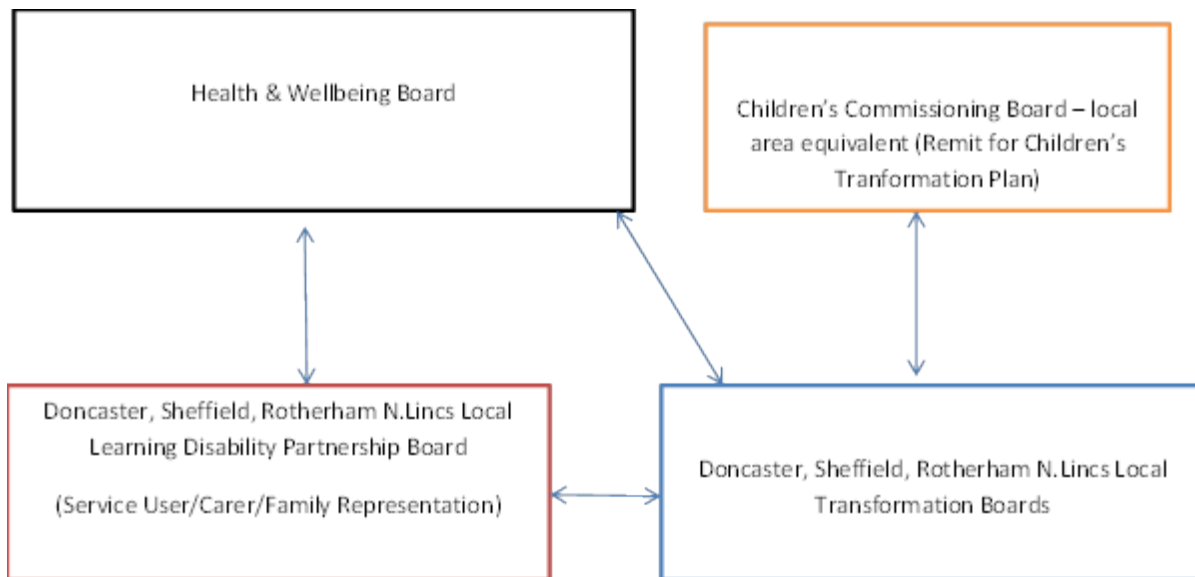 Health & Wellbeing Board
Children’s Commissioning Board – local
area equivalent (Remit for Children’s
Tranformation Plan)
Doncaster, Sheffield, Rotherham N.Lincs Local
Learning Disability Partnership Board
(Service User/Carer/Family Representation)
Doncaster, Sheffield, Rotherham N.Lincs Local
Transformation Boards